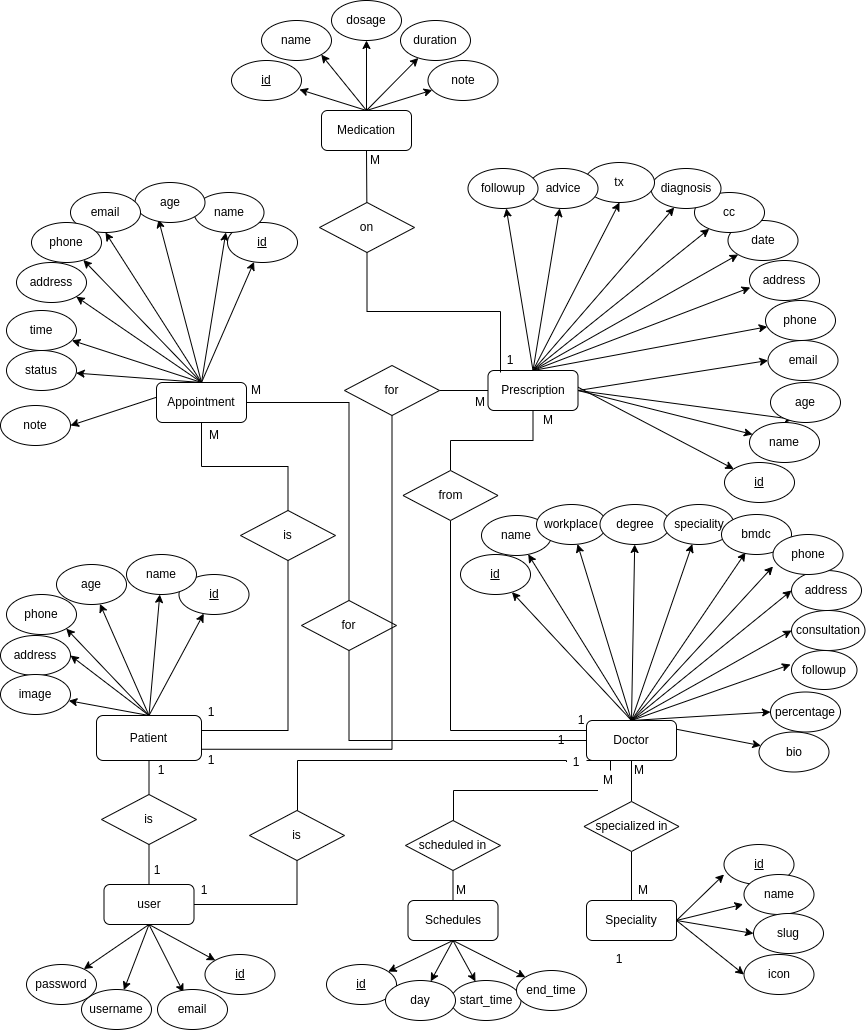 dosage
name
duration
id
note
Medication
M
on
followup
advice
tx
diagnosis
cc
date
address
phone
email
age
name
id
Prescription
1
M
M
age
email
name
phone
id
address
time
status
note
Appointment
M
M
for
from
is
for
name
workplace
degree
speciality
bmdc
phone
id
address
consultation
followup
percentage
bio
Doctor
1
1
1
M
M
name
age
id
phone
address
image
Patient
1
1
1
is
is
scheduled in
specialized in
1
1
M
M
user
Schedules
Speciality
1
id
name
slug
icon
password
username
email
id
id
day
start_time
end_time